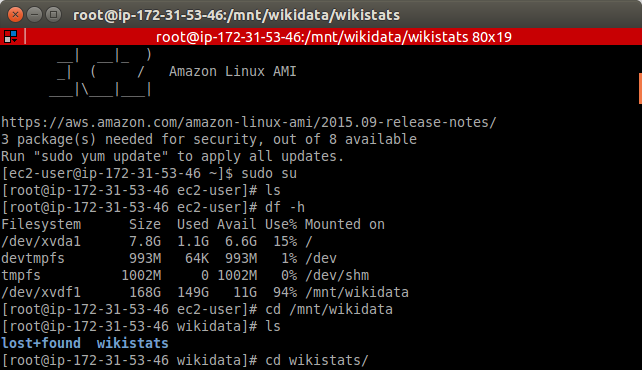 root@ip-172-31-53-46:/mnt/wikidata/wikistats
root@ip-172-31-53-46:/mnt/wikidata/wikistats 80x19
       __|  __|_  )
       _|  (     /   Amazon Linux AMI
      ___|\___|___|
https://aws.amazon.com/amazon-linux-ami/2015.09-release-notes/
3 package(s) needed for security, out of 8 available
Run "sudo yum update" to apply all updates.
[ec2-user@ip-172-31-53-46 ~]$ sudo su
[root@ip-172-31-53-46 ec2-user]# ls
[root@ip-172-31-53-46 ec2-user]# df -h
Filesystem      Size  Used Avail Use% Mounted on
/dev/xvda1      7.8G  1.1G  6.6G  15% /
devtmpfs        993M   64K  993M   1% /dev
tmpfs          1002M     0 1002M   0% /dev/shm
/dev/xvdf1      168G  149G   11G  94% /mnt/wikidata
[root@ip-172-31-53-46 ec2-user]# cd /mnt/wikidata
[root@ip-172-31-53-46 wikidata]# ls
lost+found  wikistats
[root@ip-172-31-53-46 wikidata]# cd wikistats/